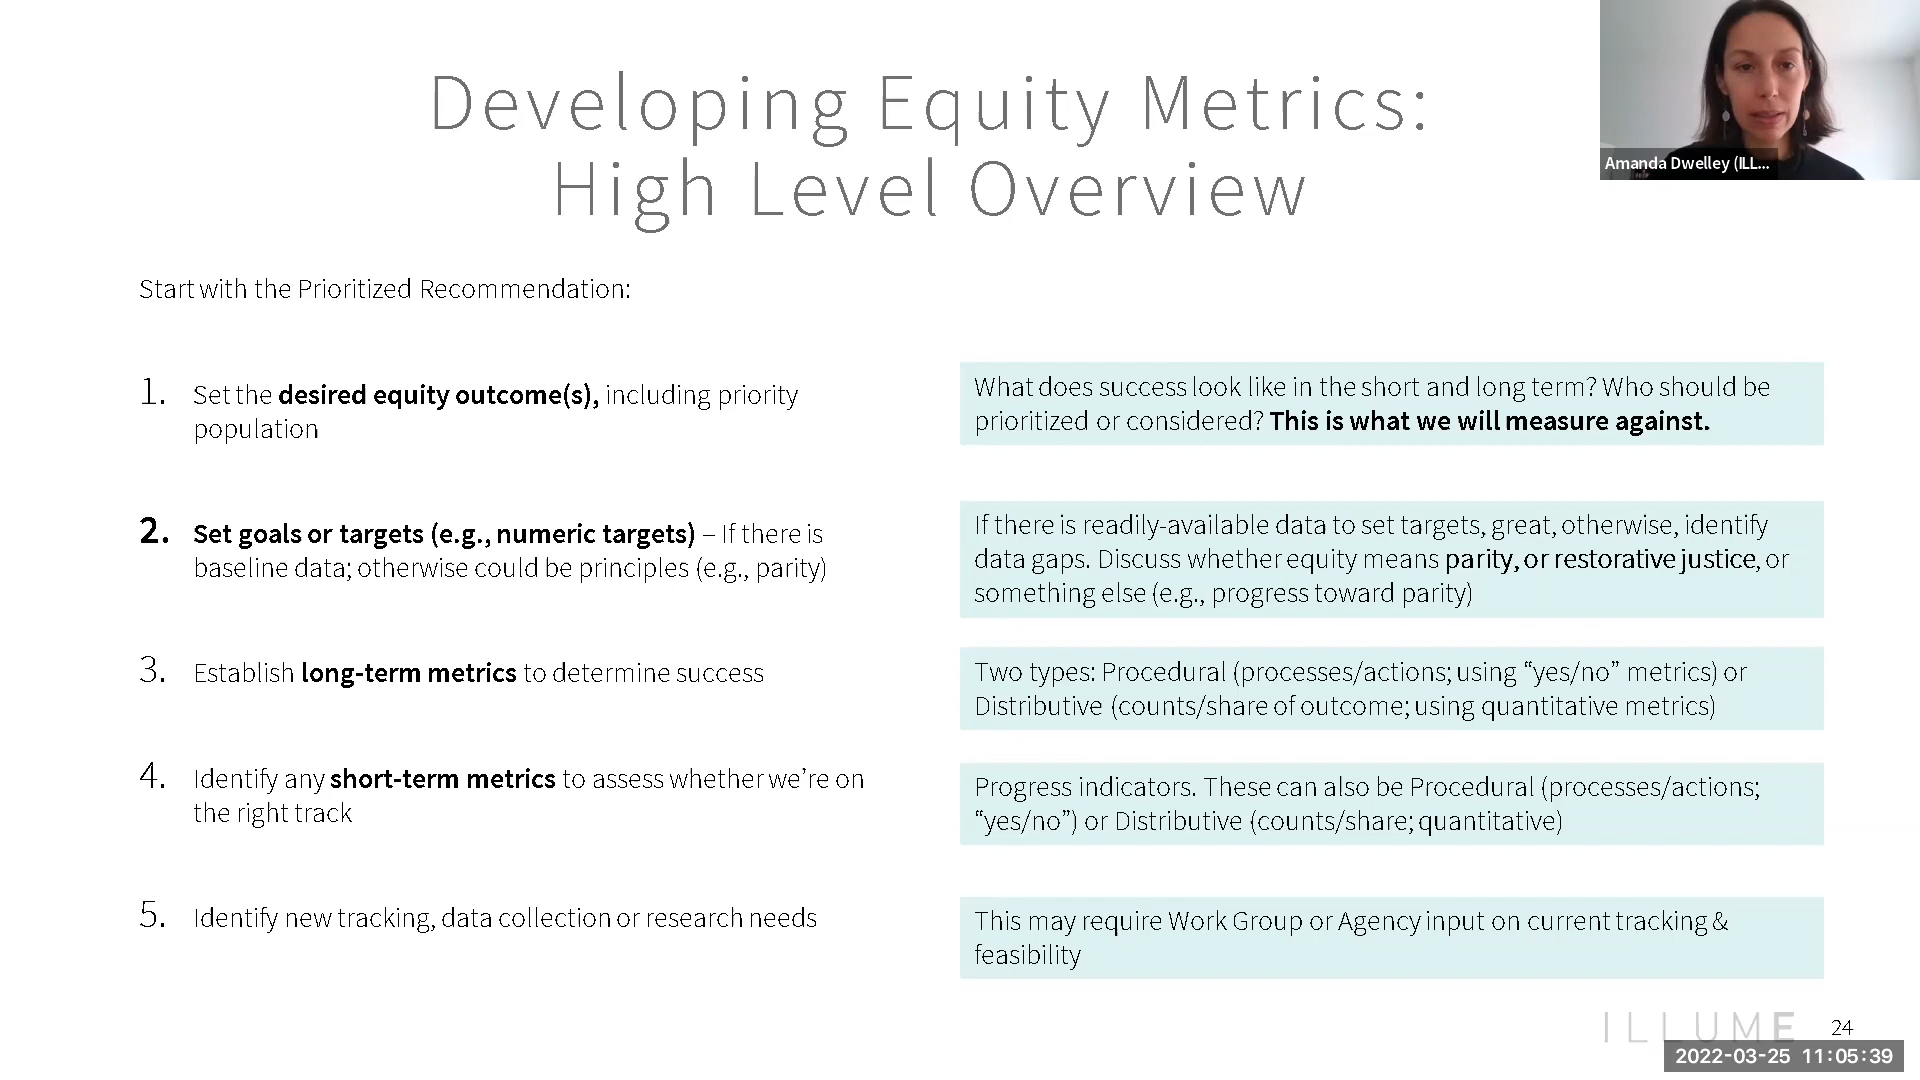 Developing Equity Metrics:
High Level Overview
Amanda Dwelley (ILL...
Start with the Prioritized Recommendation:
1. Set the desired equity outcome(s), including priority
population
What does success look like in the short and long term? Who should be
prioritized or considered? This is what we will measure against.
2. Set goals or targets (e.g., numeric targets) – If there is
baseline data; otherwise could be principles (e.g., parity)
If there is readily-available data to set targets, great, otherwise, identify
data gaps. Discuss whether equity means parity, or restorative justice, or
something else (e.g., progress toward parity)
3. Establish long-term metrics to determine success
Two types: Procedural (processes/actions; using “yes/no” metrics) or
Distributive (counts/share of outcome; using quantitative metrics)
4. Identify any short-term metrics to assess whether we’re on
the right track
Progress indicators. These can also be Procedural (processes/actions;
“yes/no”) or Distributive (counts/share; quantitative)
5. Identify new tracking, data collection or research needs
This may require Work Group or Agency input on current tracking &
feasibility
ILLUME
24
2022-03-25 11:05:39